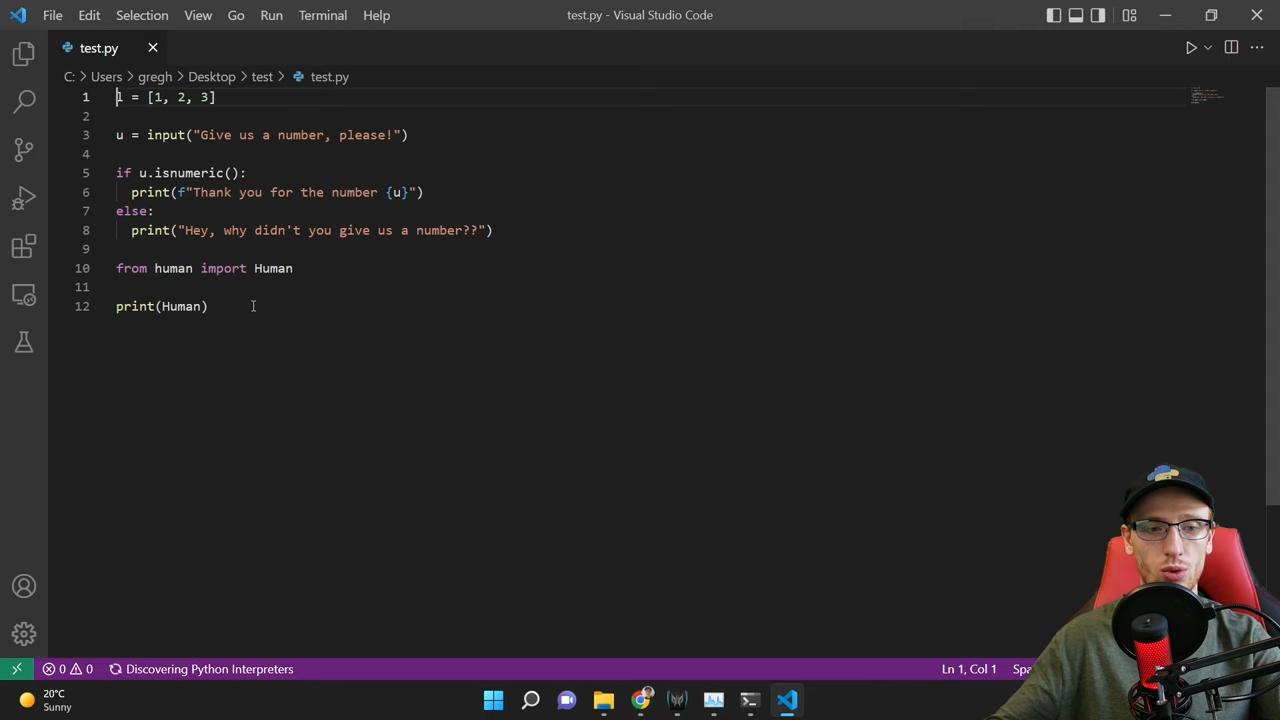 File Edit Selection View Go Run Terminal Help
test.py - Visual Studio Code
test.py
C: > Users > gregh > Desktop > test > test.py
1 l = [1, 2, 3]
2
3 u = input("Give us a number, please!")
4
5 if u.isnumeric():
6 print(f"Thank you for the number {u}")
7 else:
8 print("Hey, why didn't you give us a number??")
9
10 from human import Human
11
12 print(Human)
0 0 Discovering Python Interpreters
Ln 1, Col 1
20°C
Sunny